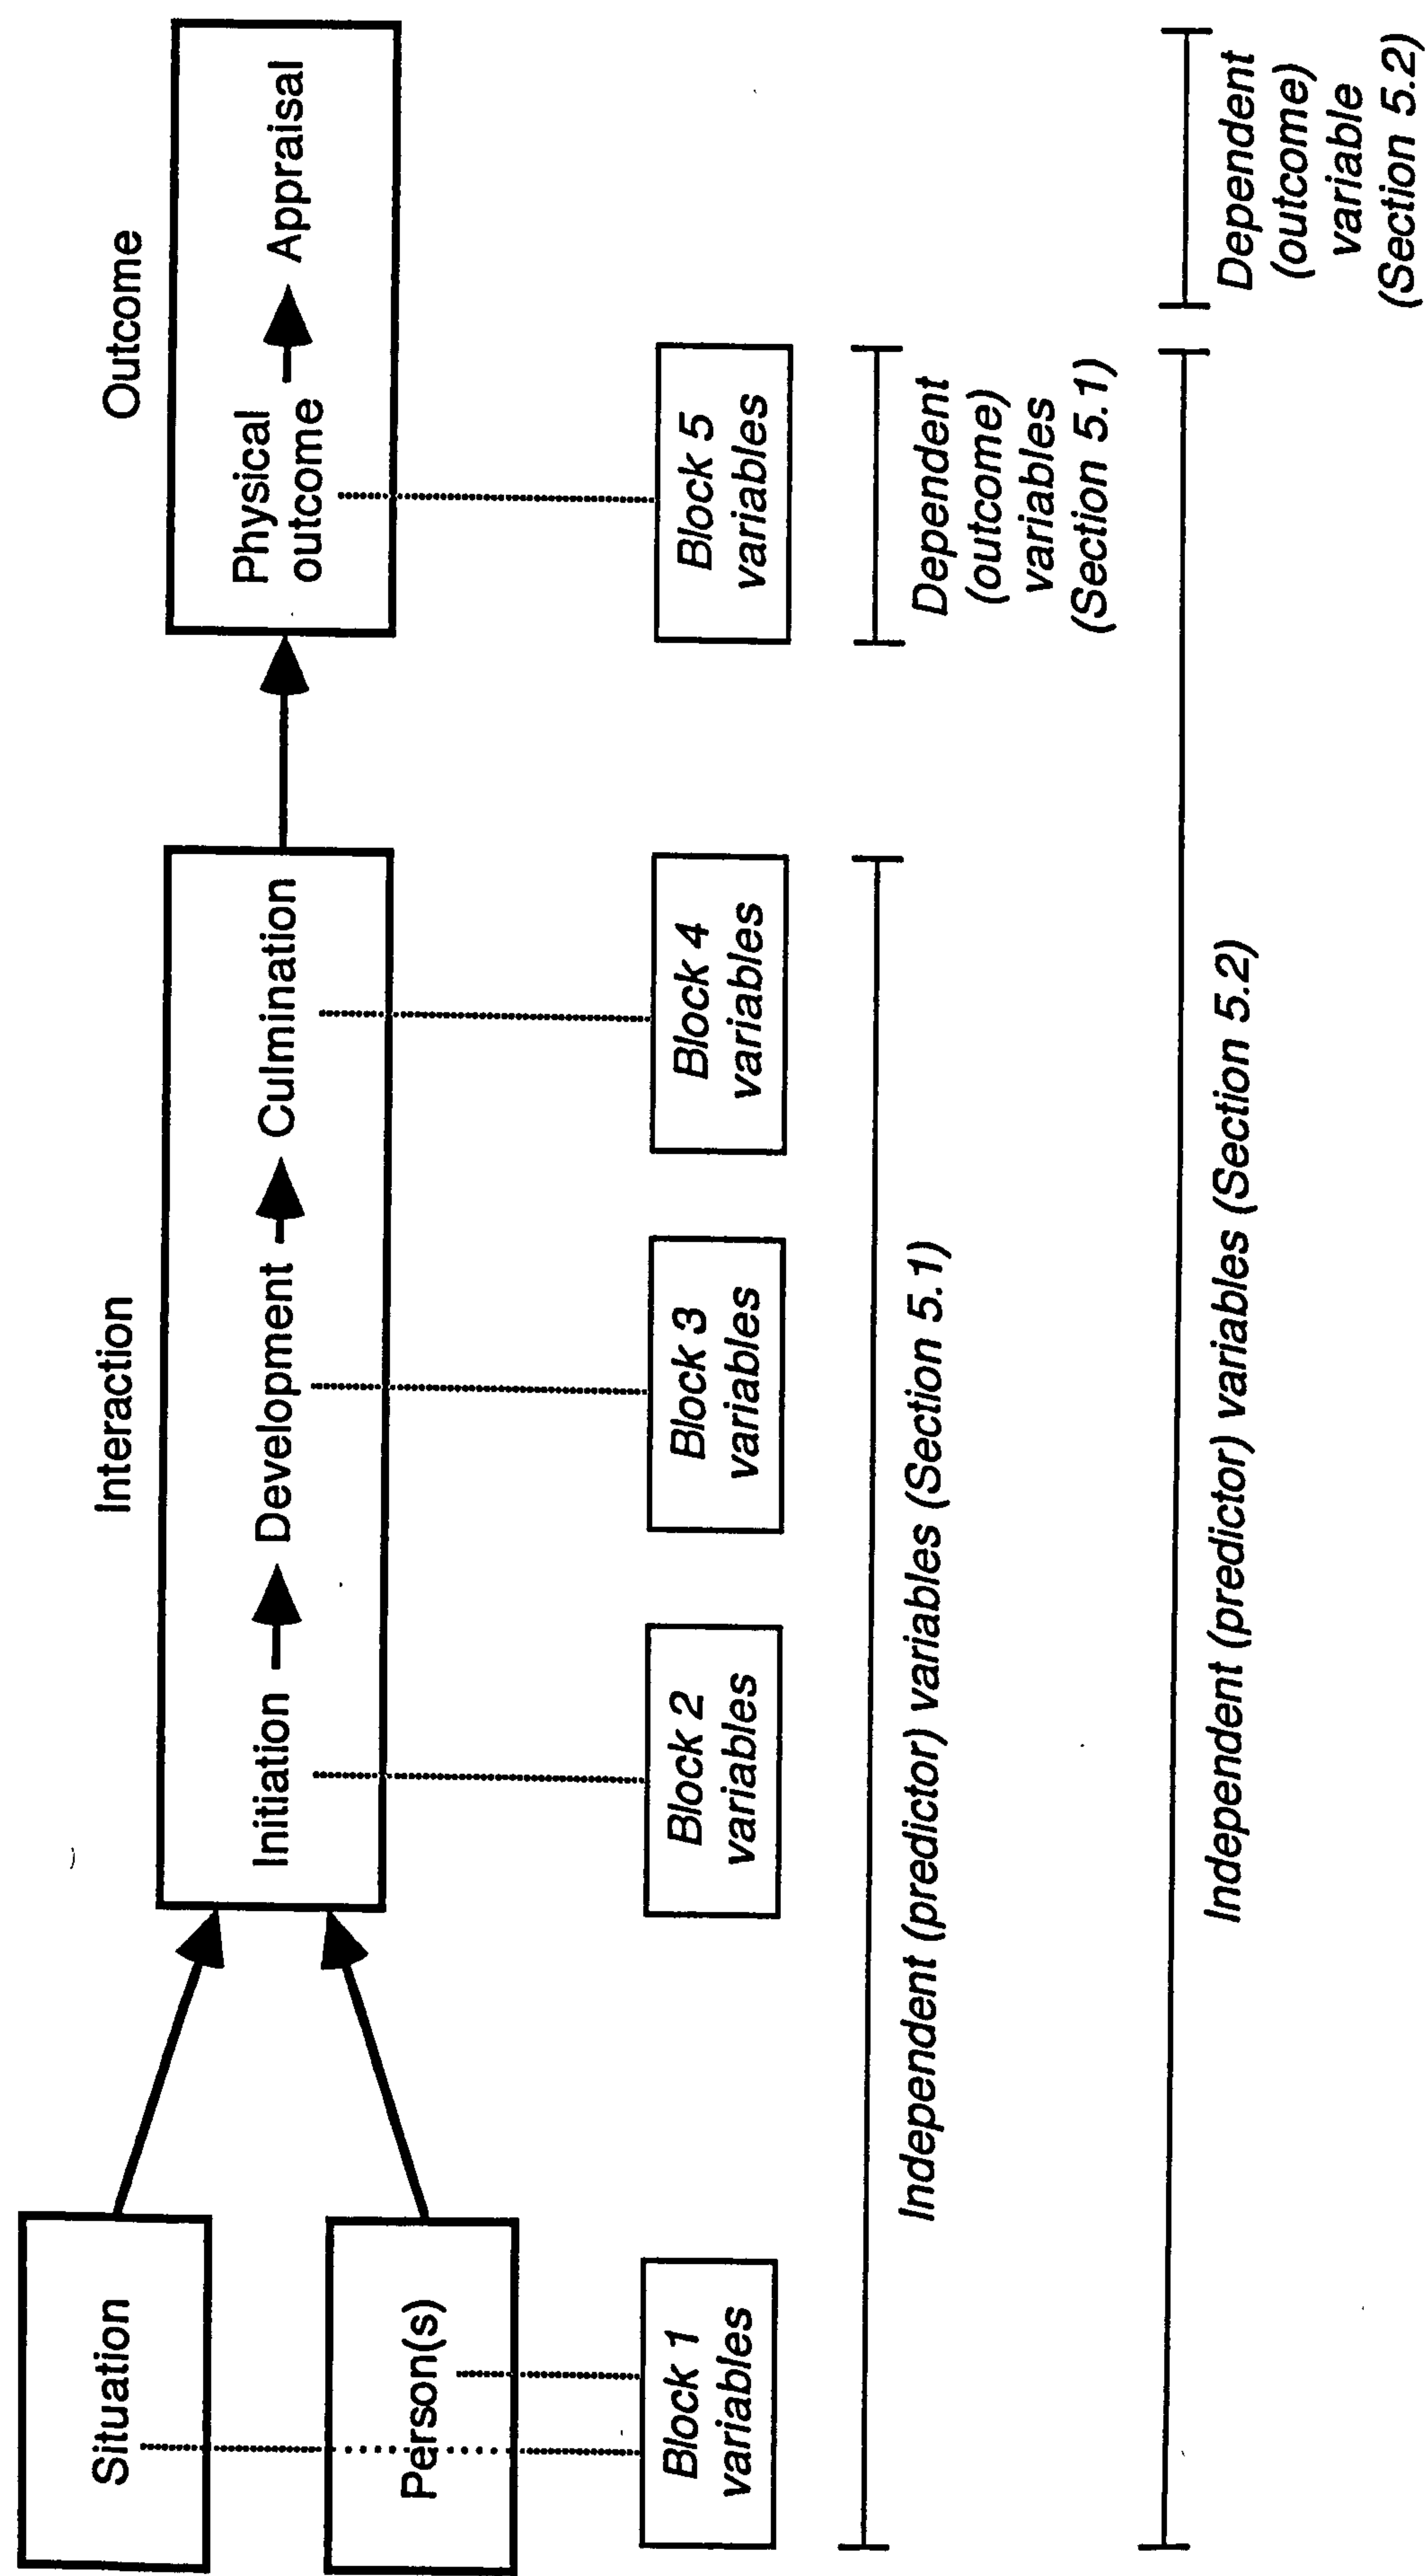 Situation
Person(s)
Interaction
Initiation
Development
Culmination
Outcome
Physical
outcome
Appraisal
Block 1
variables
Block 2
variables
Block 3
variables
Block 4
variables
Block 5
variables
Independent (predictor) variables (Section 5.1)
Dependent
(outcome)
variables
(Section 5.1)
Independent (predictor) variables (Section 5.2)
Dependent
(outcome)
variable
(Section 5.2)